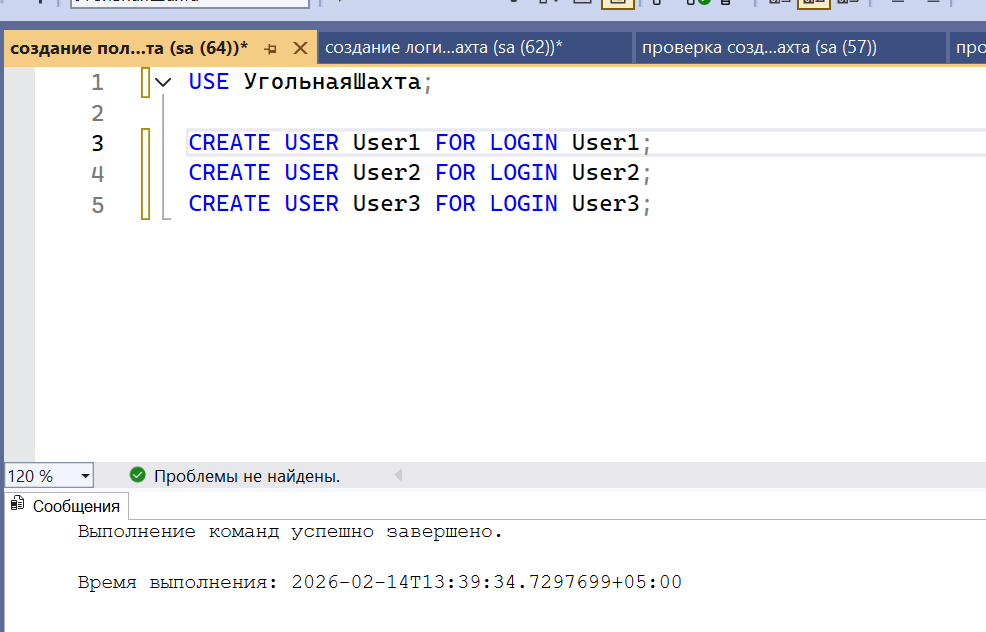 создание пол...та (sa (64))*
создание логи...ахта (sa (62))*
проверка созд...ахта (sa (57))
про
1 USE УгольнаяШахта;
2
3 CREATE USER User1 FOR LOGIN User1;
4 CREATE USER User2 FOR LOGIN User2;
5 CREATE USER User3 FOR LOGIN User3;
120 %
Проблемы не найдены.
Сообщения
Выполнение команд успешно завершено.
Время выполнения: 2026-02-14T13:39:34.7297699+05:00